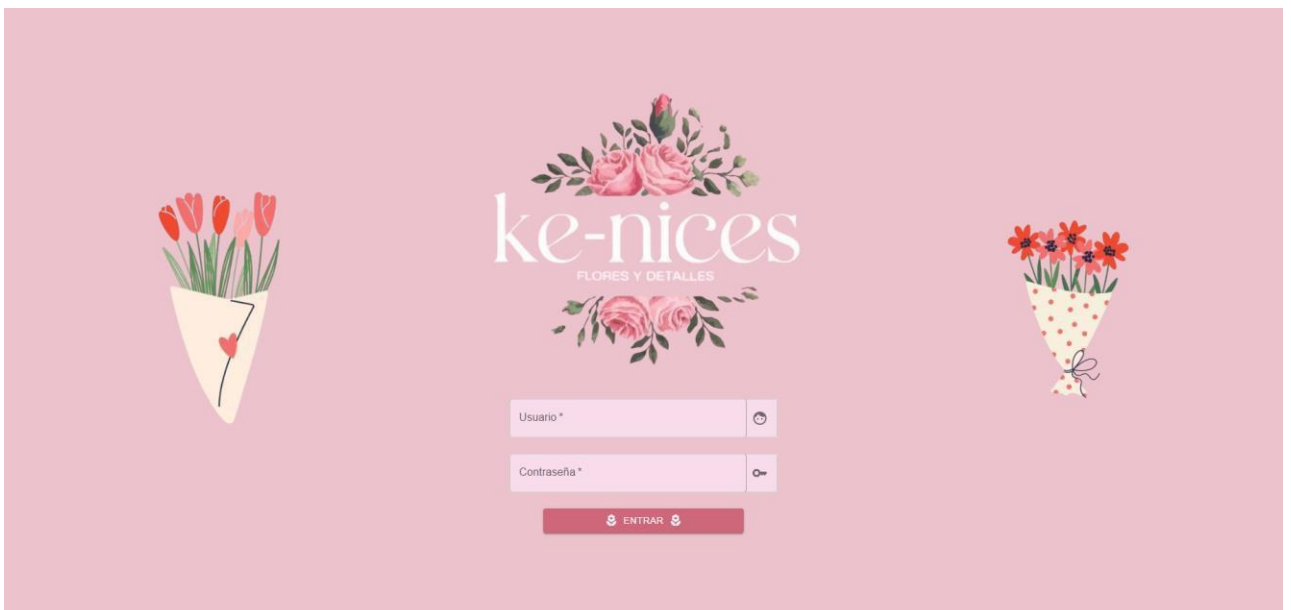 ke-nices
FLORES Y DETALLES
Usuario *
Contraseña *
ENTRAR